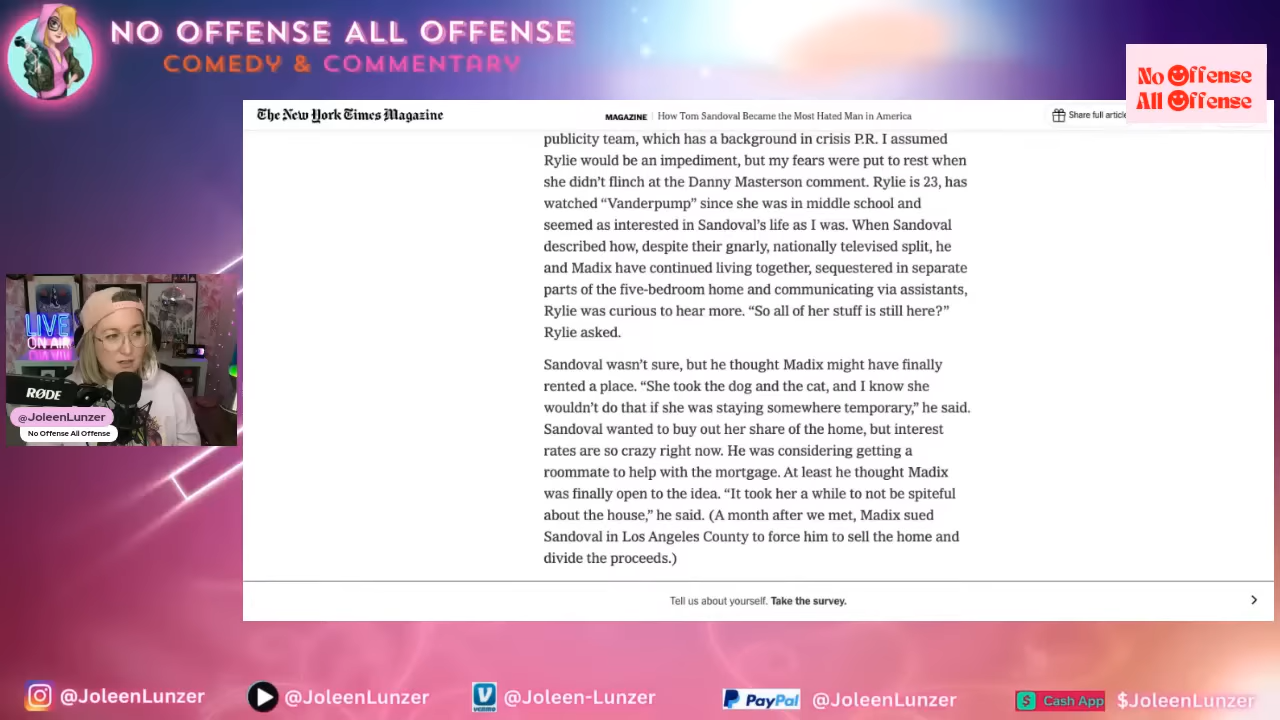 NO OFFENSE ALL OFFENSE
COMEDY & COMMENTARY
No Offense
All Offense
The New York Times Magazine
MAGAZINE | How Tom Sandoval Became the Most Hated Man in America
Share full article
publicity team, which has a background in crisis P.R. I assumed
Rylie would be an impediment, but my fears were put to rest when
she didn’t flinch at the Danny Masterson comment. Rylie is 23, has
watched “Vanderpump” since she was in middle school and
seemed as interested in Sandoval’s life as I was. When Sandoval
described how, despite their gnarly, nationally televised split, he
and Madix have continued living together, sequestered in separate
parts of the five-bedroom home and communicating via assistants,
Rylie was curious to hear more. “So all of her stuff is still here?”
Rylie asked.
Sandoval wasn’t sure, but he thought Madix might have finally
rented a place. “She took the dog and the cat, and I know she
wouldn’t do that if she was staying somewhere temporary,” he said.
Sandoval wanted to buy out her share of the home, but interest
rates are so crazy right now. He was considering getting a
roommate to help with the mortgage. At least he thought Madix
was finally open to the idea. “It took her a while to not be spiteful
about the house,” he said. (A month after we met, Madix sued
Sandoval in Los Angeles County to force him to sell the home and
divide the proceeds.)
Tell us about yourself. Take the survey.
LIVE
ON AIR
RØDE
@JoleenLunzer
No Offense All Offense
@JoleenLunzer
@JoleenLunzer
venmo
@Joleen-Lunzer
PayPal
@JoleenLunzer
$ Cash App
$JoleenLunzer